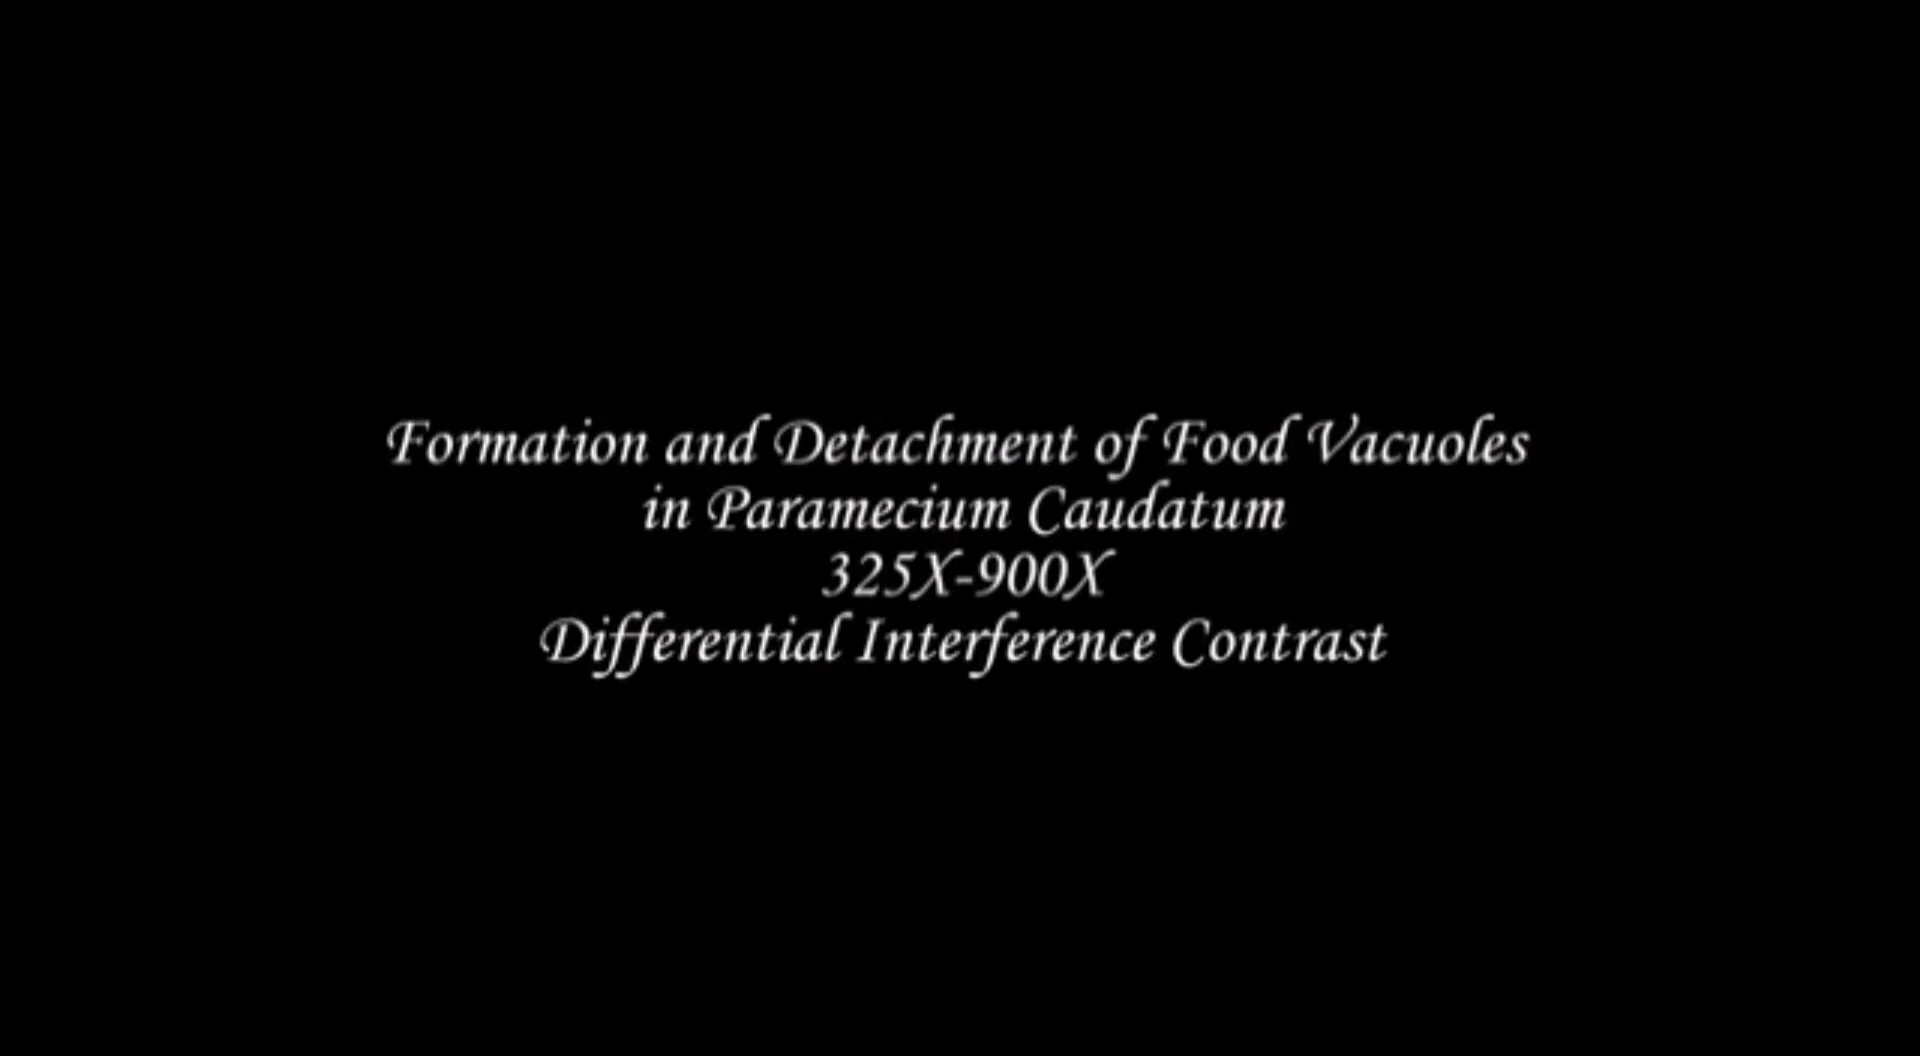 Formation and Detachment of Food Vacuoles
in Paramecium Caudatum
325X-900X
Differential Interference Contrast